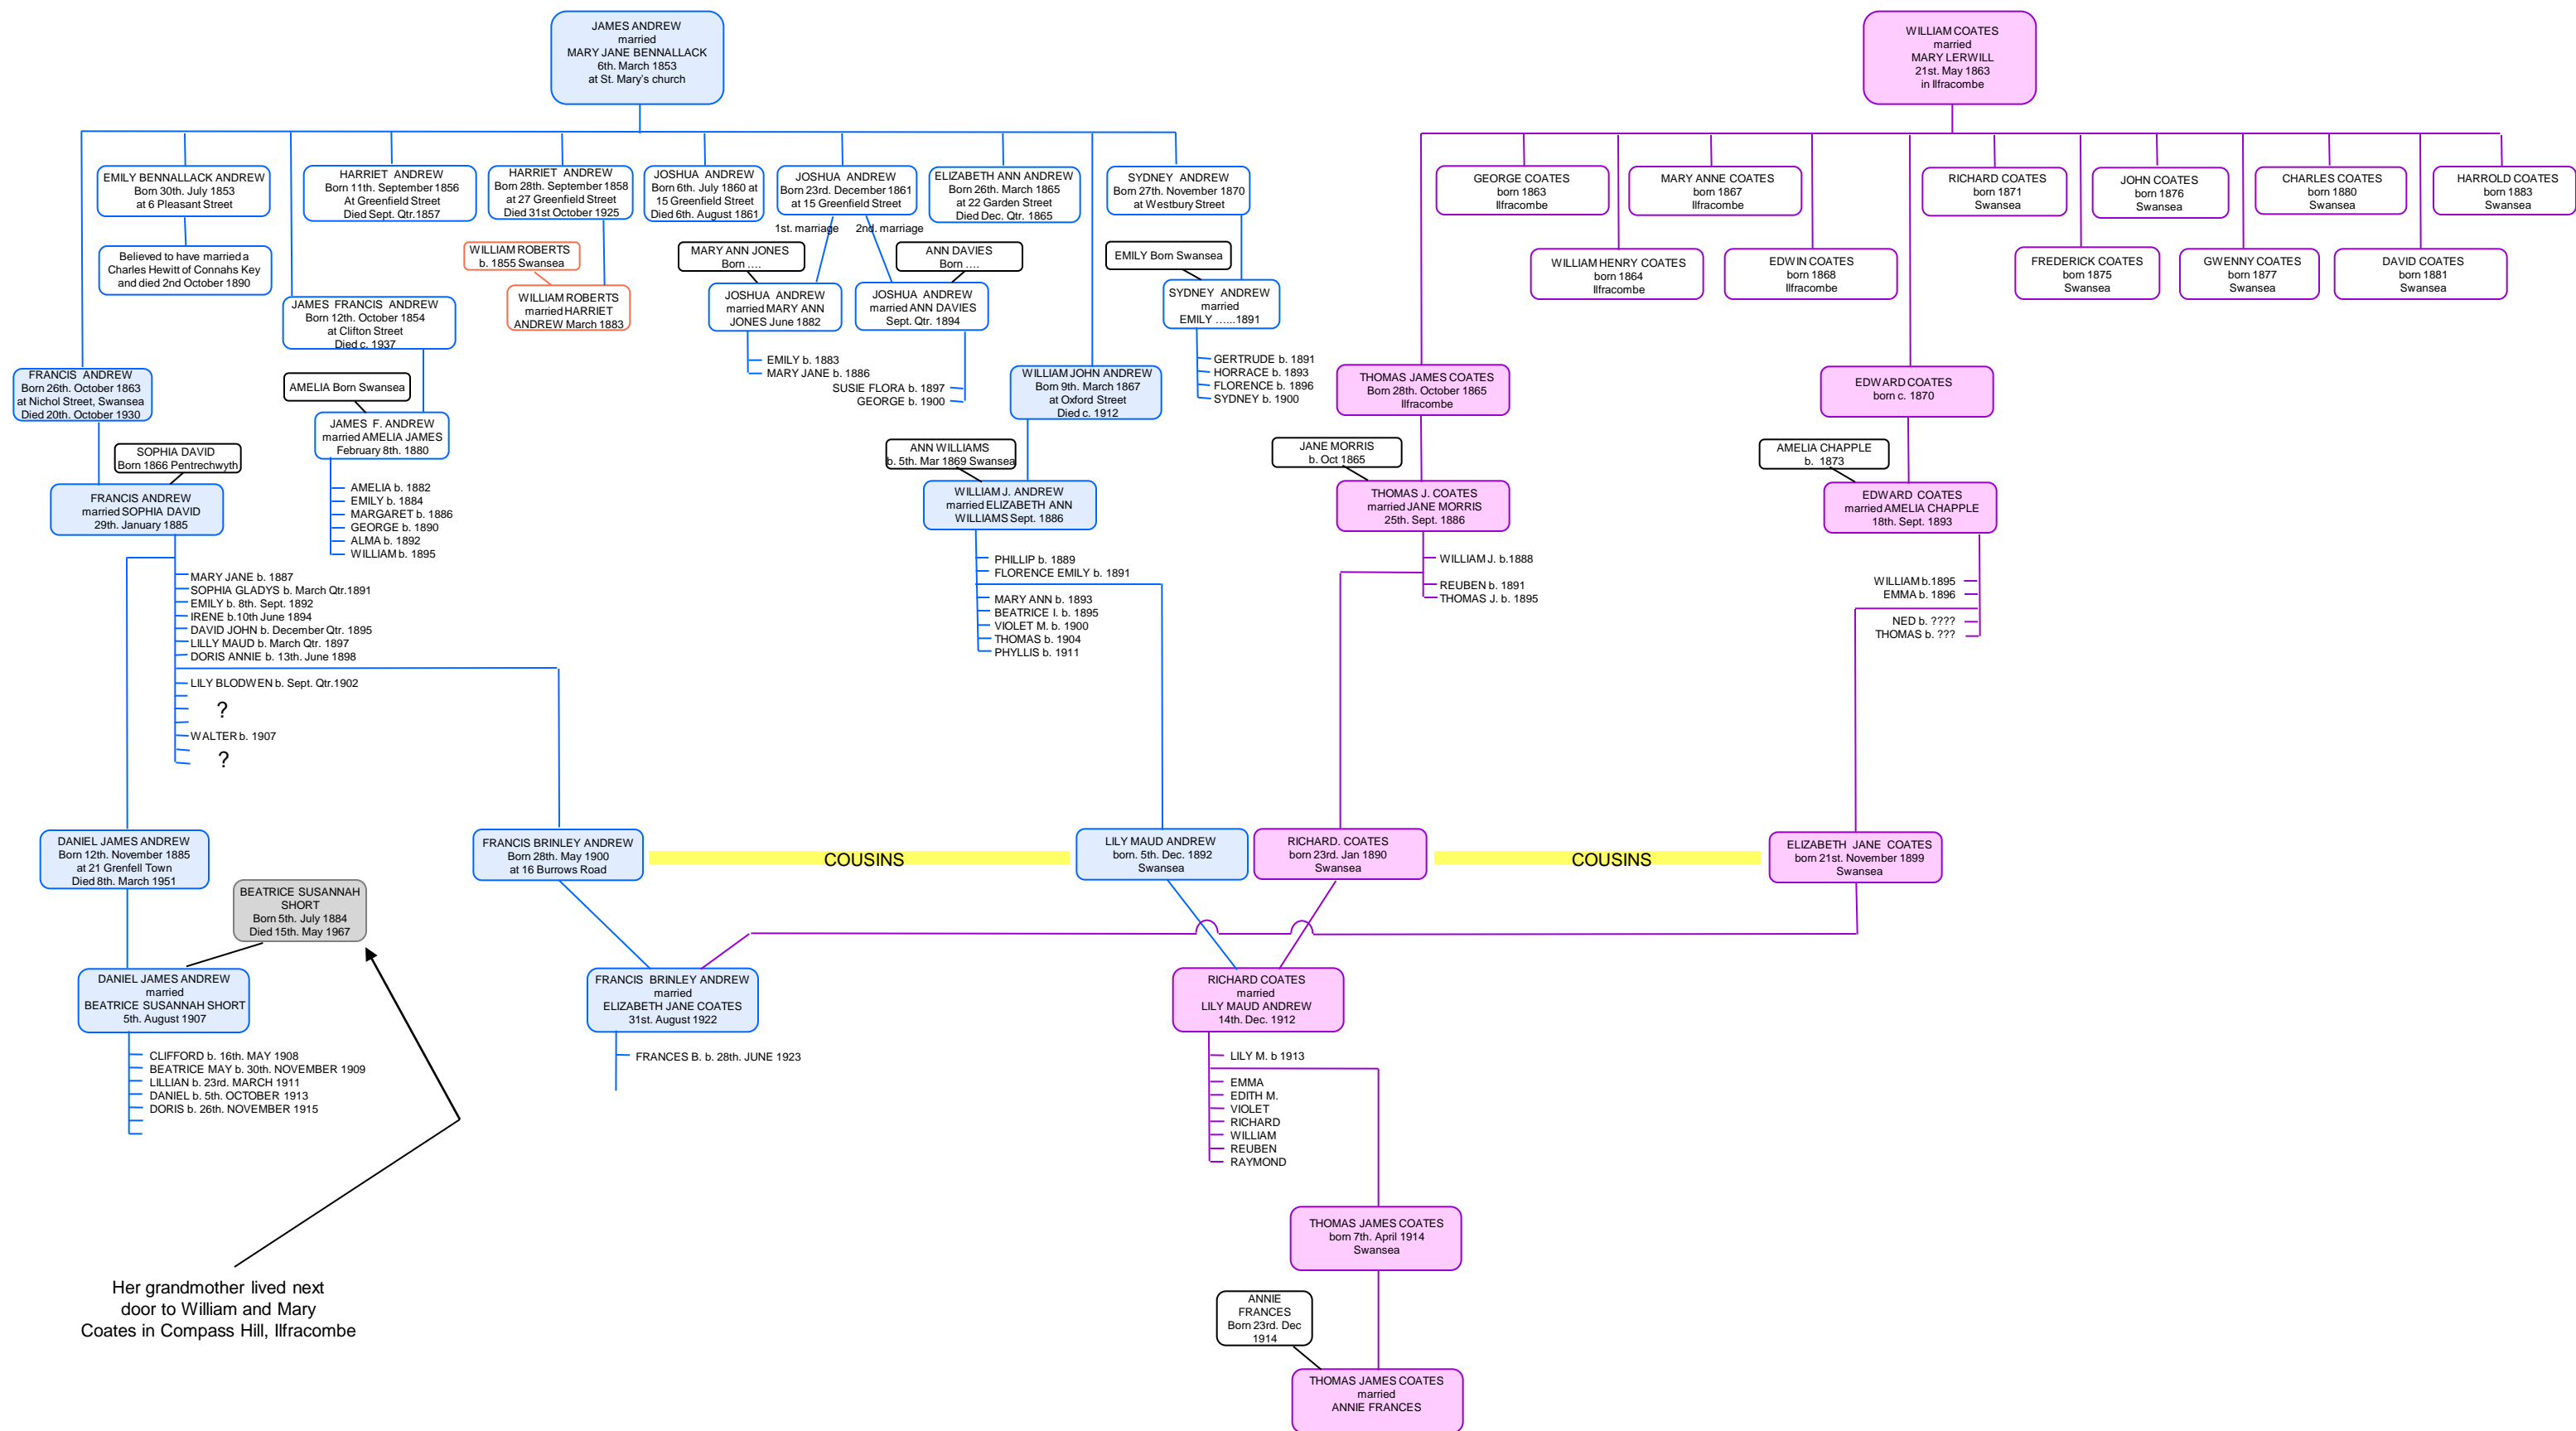 JAMES ANDREW
married
MARY JANE BENNALLACK
6th. March 1853
at St. Mary's church
WILLIAM COATES
married
MARY LERWILL
21st. May 1863
in Ilfracombe
EMILY BENNALLACK ANDREW
Born 30th. July 1853
at 6 Pleasant Street
HARRIET ANDREW
Born 11th. September 1856
At Greenfield Street
Died Sept. Qtr.1857
HARRIET ANDREW
Born 28th. September 1858
at 27 Greenfield Street
Died 31st October 1925
JOSHUA ANDREW
Born 6th. July 1860 at
15 Greenfield Street
Died 6th. August 1861
JOSHUA ANDREW
Born 23rd. December 1861
at 15 Greenfield Street
ELIZABETH ANN ANDREW
Born 26th. March 1865
at 22 Garden Street
Died Dec. Qtr. 1865
SYDNEY ANDREW
Born 27th. November 1870
at Westbury Street
GEORGE COATES
born 1863
Ilfracombe
MARY ANNE COATES
born 1867
Ilfracombe
RICHARD COATES
born 1871
Swansea
JOHN COATES
born 1876
Swansea
CHARLES COATES
born 1880
Swansea
HARROLD COATES
born 1883
Swansea
1st. marriage
2nd. marriage
Believed to have married a
Charles Hewitt of Connahs Key
and died 2nd October 1890
WILLIAM ROBERTS
b. 1855 Swansea
MARY ANN JONES
Born ....
ANN DAVIES
Born ....
EMILY Born Swansea
WILLIAM HENRY COATES
born 1864
Ilfracombe
EDWIN COATES
born 1868
Ilfracombe
FREDERICK COATES
born 1875
Swansea
GWENNY COATES
born 1877
Swansea
DAVID COATES
born 1881
Swansea
JAMES FRANCIS ANDREW
Born 12th. October 1854
at Clifton Street
Died c. 1937
WILLIAM ROBERTS
married HARRIET
ANDREW March 1883
JOSHUA ANDREW
married MARY ANN
JONES June 1882
JOSHUA ANDREW
married ANN DAVIES
Sept. Qtr. 1894
SYDNEY ANDREW
married
EMILY ......1891
EMILY b. 1883
MARY JANE b. 1886
SUSIE FLORA b. 1897
GEORGE b. 1900
GERTRUDE b. 1891
HORRACE b. 1893
FLORENCE b. 1896
SYDNEY b. 1900
FRANCIS ANDREW
Born 26th. October 1863
at Nichol Street, Swansea
Died 20th. October 1930
AMELIA Born Swansea
WILLIAM JOHN ANDREW
Born 9th. March 1867
at Oxford Street
Died c. 1912
THOMAS JAMES COATES
Born 28th. October 1865
Ilfracombe
EDWARD COATES
born c. 1870
JAMES F. ANDREW
married AMELIA JAMES
February 8th. 1880
SOPHIA DAVID
Born 1866 Pentrechwyth
ANN WILLIAMS
b. 5th. Mar 1869 Swansea
JANE MORRIS
b. Oct 1865
AMELIA CHAPPLE
b. 1873
FRANCIS ANDREW
married SOPHIA DAVID
29th. January 1885
AMELIA b. 1882
EMILY b. 1884
MARGARET b. 1886
GEORGE b. 1890
ALMA b. 1892
WILLIAM b. 1895
WILLIAM J. ANDREW
married ELIZABETH ANN
WILLIAMS Sept. 1886
THOMAS J. COATES
married JANE MORRIS
25th. Sept. 1886
EDWARD COATES
married AMELIA CHAPPLE
18th. Sept. 1893
MARY JANE b. 1887
SOPHIA GLADYS b. March Qtr.1891
EMILY b. 8th. Sept. 1892
IRENE b.10th June 1894
DAVID JOHN b. December Qtr. 1895
LILLY MAUD b. March Qtr. 1897
DORIS ANNIE b. 13th. June 1898
LILY BLODWEN b. Sept. Qtr.1902
?
WALTER b. 1907
?
PHILLIP b. 1889
FLORENCE EMILY b. 1891
MARY ANN b. 1893
BEATRICE I. b. 1895
VIOLET M. b. 1900
THOMAS b. 1904
PHYLLIS b. 1911
WILLIAM J. b.1888
REUBEN b. 1891
THOMAS J. b. 1895
WILLIAM b.1895
EMMA b. 1896
NED b. ????
THOMAS b. ???
DANIEL JAMES ANDREW
Born 12th. November 1885
at 21 Grenfell Town
Died 8th. March 1951
FRANCIS BRINLEY ANDREW
Born 28th. May 1900
at 16 Burrows Road
COUSINS
LILY MAUD ANDREW
born. 5th. Dec. 1892
Swansea
RICHARD. COATES
born 23rd. Jan 1890
Swansea
COUSINS
ELIZABETH JANE COATES
born 21st. November 1899
Swansea
BEATRICE SUSANNAH
SHORT
Born 5th. July 1884
Died 15th. May 1967
DANIEL JAMES ANDREW
married
BEATRICE SUSANNAH SHORT
5th. August 1907
FRANCIS BRINLEY ANDREW
married
ELIZABETH JANE COATES
31st. August 1922
RICHARD COATES
married
LILY MAUD ANDREW
14th. Dec. 1912
CLIFFORD b. 16th. MAY 1908
BEATRICE MAY b. 30th. NOVEMBER 1909
LILLIAN b. 23rd. MARCH 1911
DANIEL b. 5th. OCTOBER 1913
DORIS b. 26th. NOVEMBER 1915
FRANCES B. b. 28th. JUNE 1923
LILY M. b 1913
EMMA
EDITH M.
VIOLET
RICHARD
WILLIAM
REUBEN
RAYMOND
THOMAS JAMES COATES
born 7th. April 1914
Swansea
Her grandmother lived next
door to William and Mary
Coates in Compass Hill, Ilfracombe
ANNIE
FRANCES
Born 23rd. Dec
1914
THOMAS JAMES COATES
married
ANNIE FRANCES